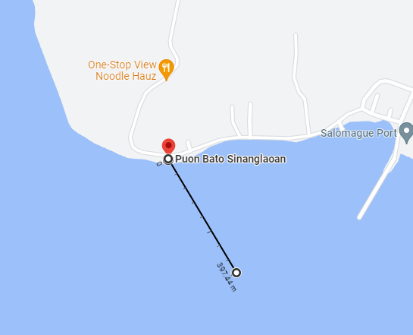 One-Stop View
Noodle Hauz
Salomague Port
Puon Bato Sinanglaoan
397.44 m